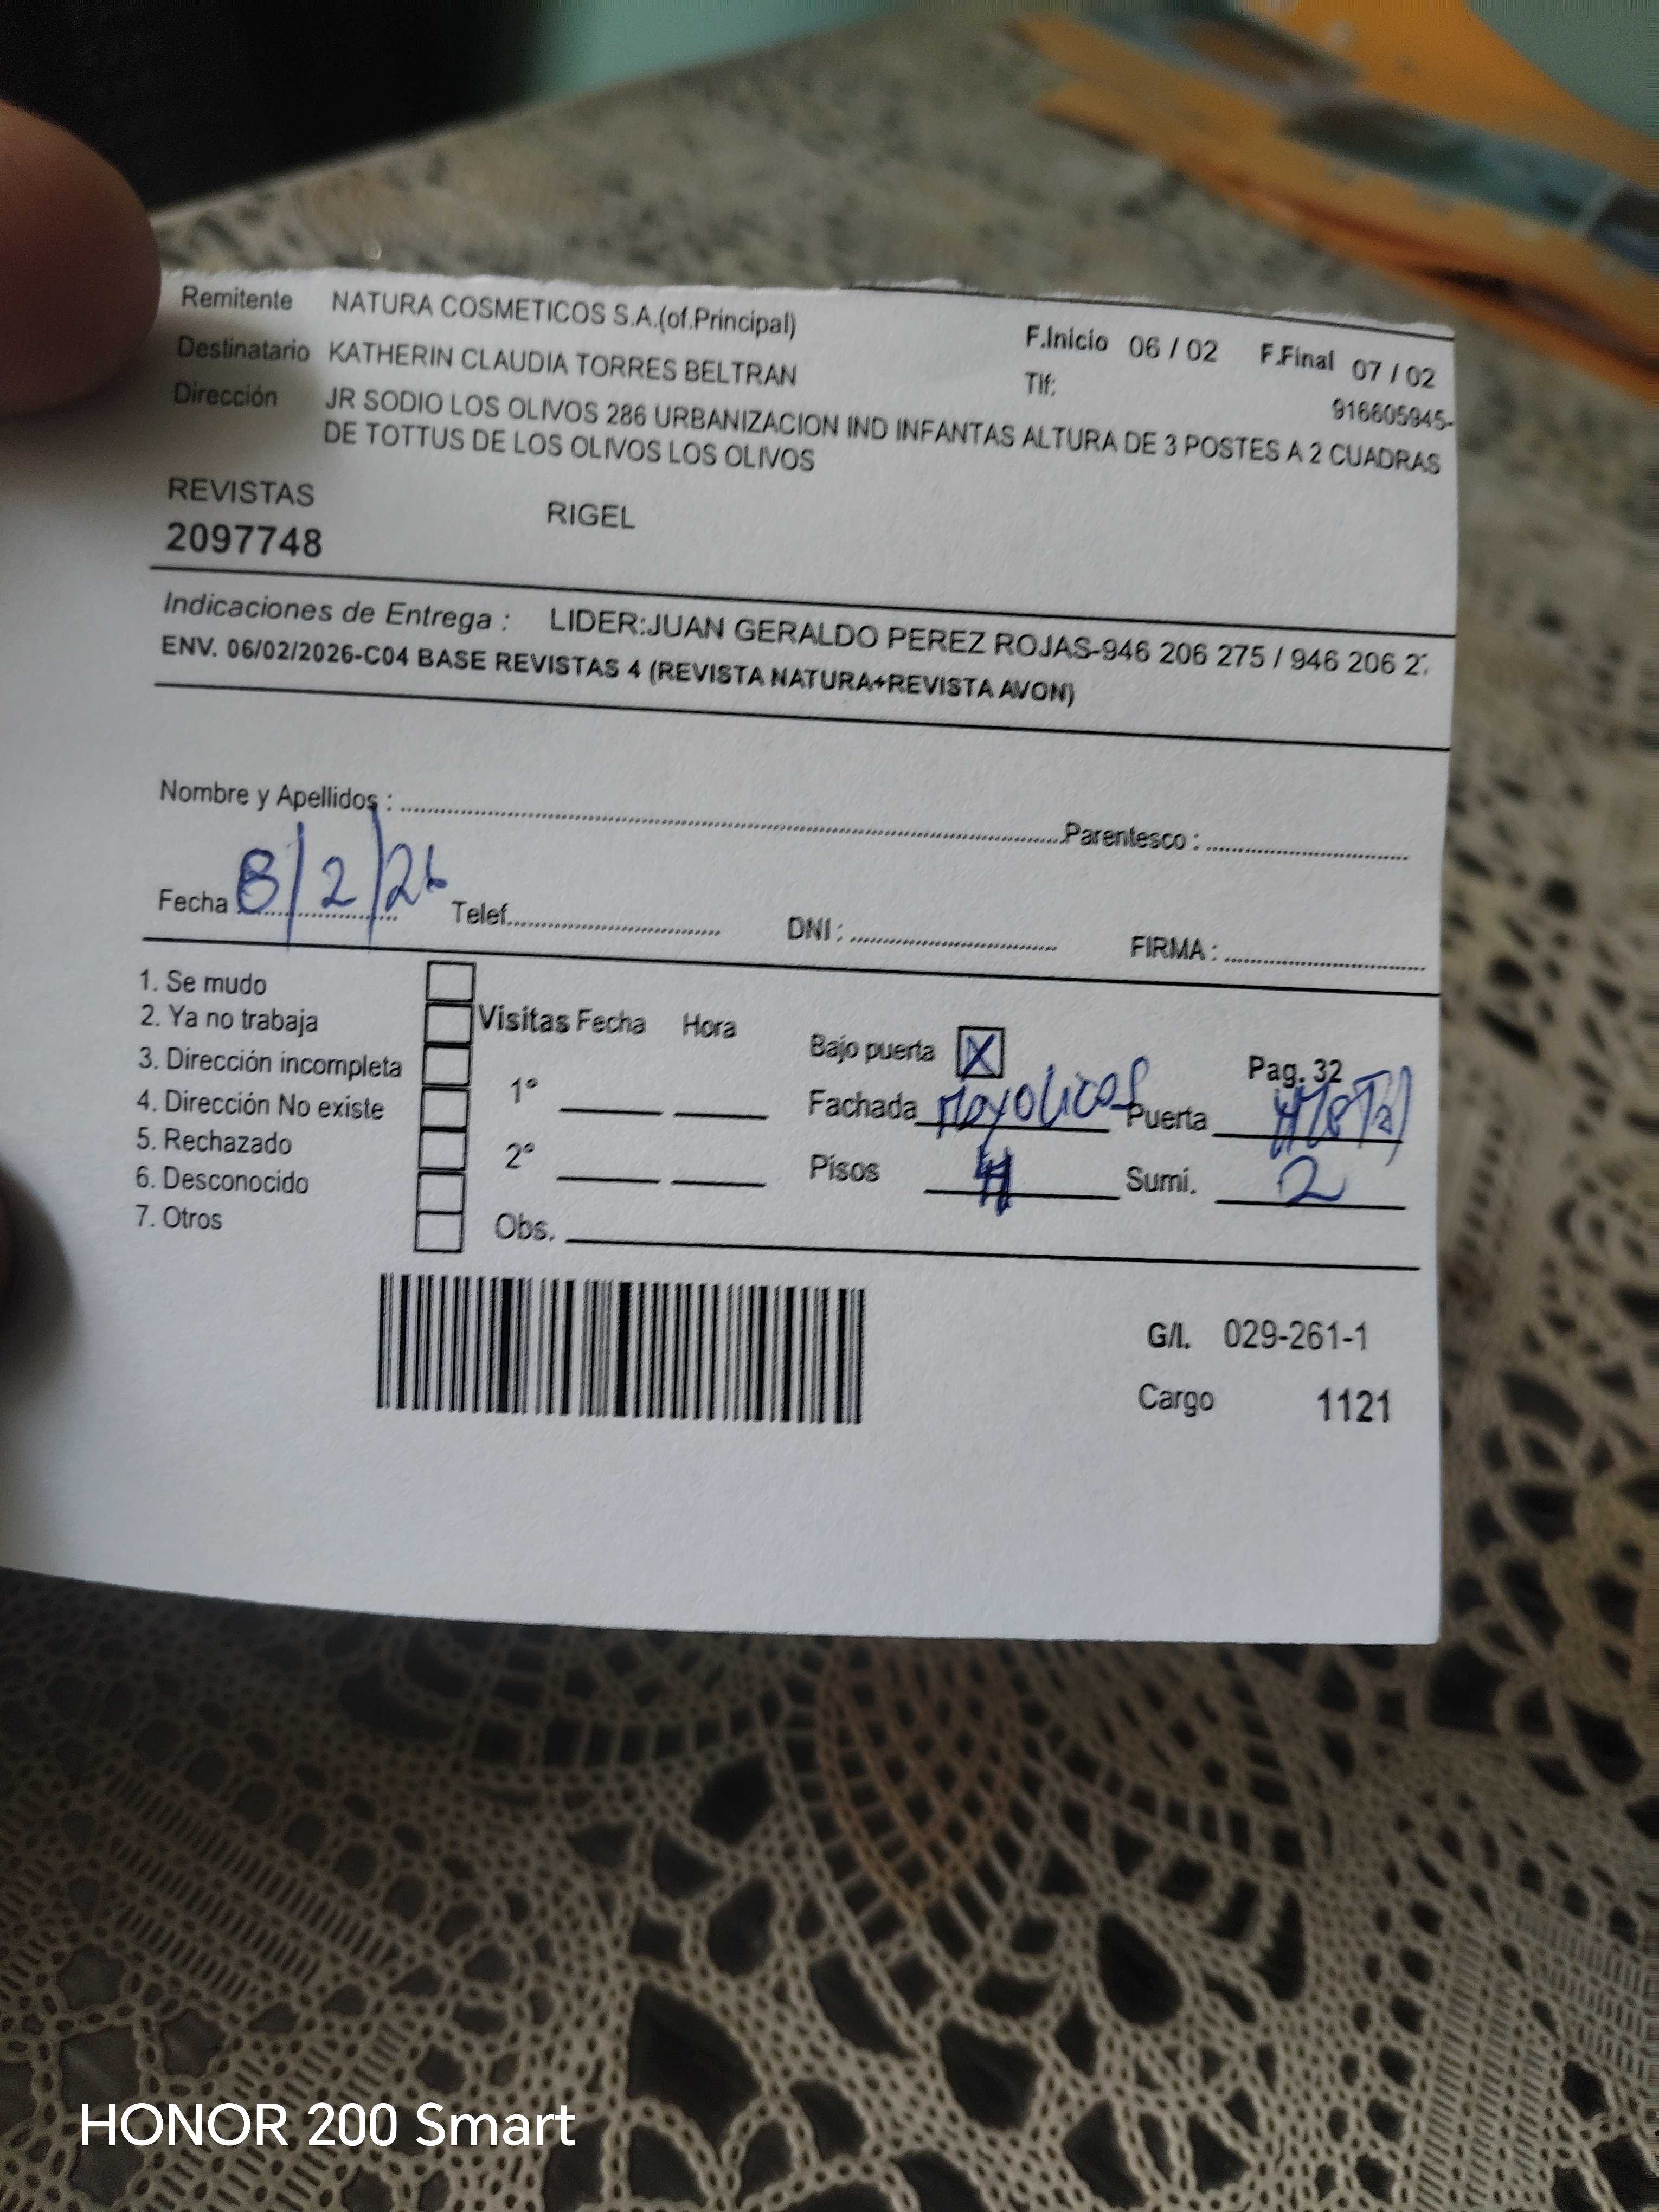 Remitente NATURA COSMETICOS S.A.(of.Principal)
F.Inicio 06 / 02 F.Final 07 / 02
Destinatario KATHERIN CLAUDIA TORRES BELTRAN
Tlf: 916605945-
Dirección JR SODIO LOS OLIVOS 286 URBANIZACION IND INFANTAS ALTURA DE 3 POSTES A 2 CUADRAS
DE TOTTUS DE LOS OLIVOS LOS OLIVOS
REVISTAS RIGEL
2097748
Indicaciones de Entrega : LIDER:JUAN GERALDO PEREZ ROJAS-946 206 275 / 946 206
ENV. 06/02/2026-C04 BASE REVISTAS 4 (REVISTA NATURA+REVISTA AVON)
Nombre y Apellidos : Parentesco :
Fecha 8/2/26 Telef. DNI : FIRMA :
1. Se mudo
2. Ya no trabaja
3. Dirección incompleta
4. Dirección No existe
5. Rechazado
6. Desconocido
7. Otros
Visitas Fecha Hora
1º
2º
Obs.
Bajo puerta X Pag. 32
Fachada Mayolicas Puerta Metal
Pisos 4 Sumi. 2
G/I. 029-261-1
Cargo 1121
HONOR 200 Smart